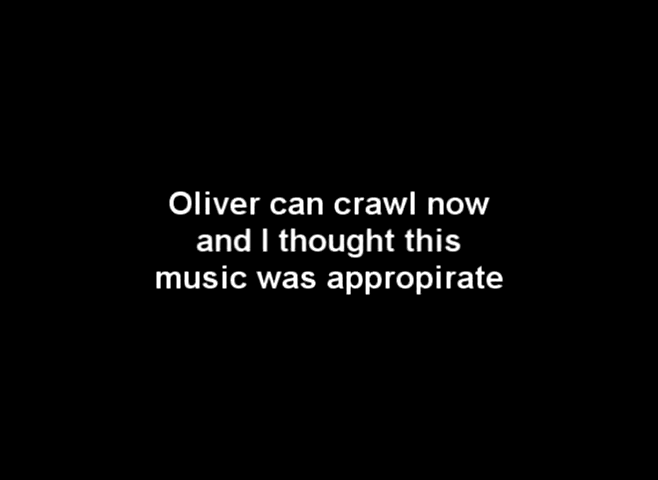 Oliver can crawl now
and I thought this
music was appropirate